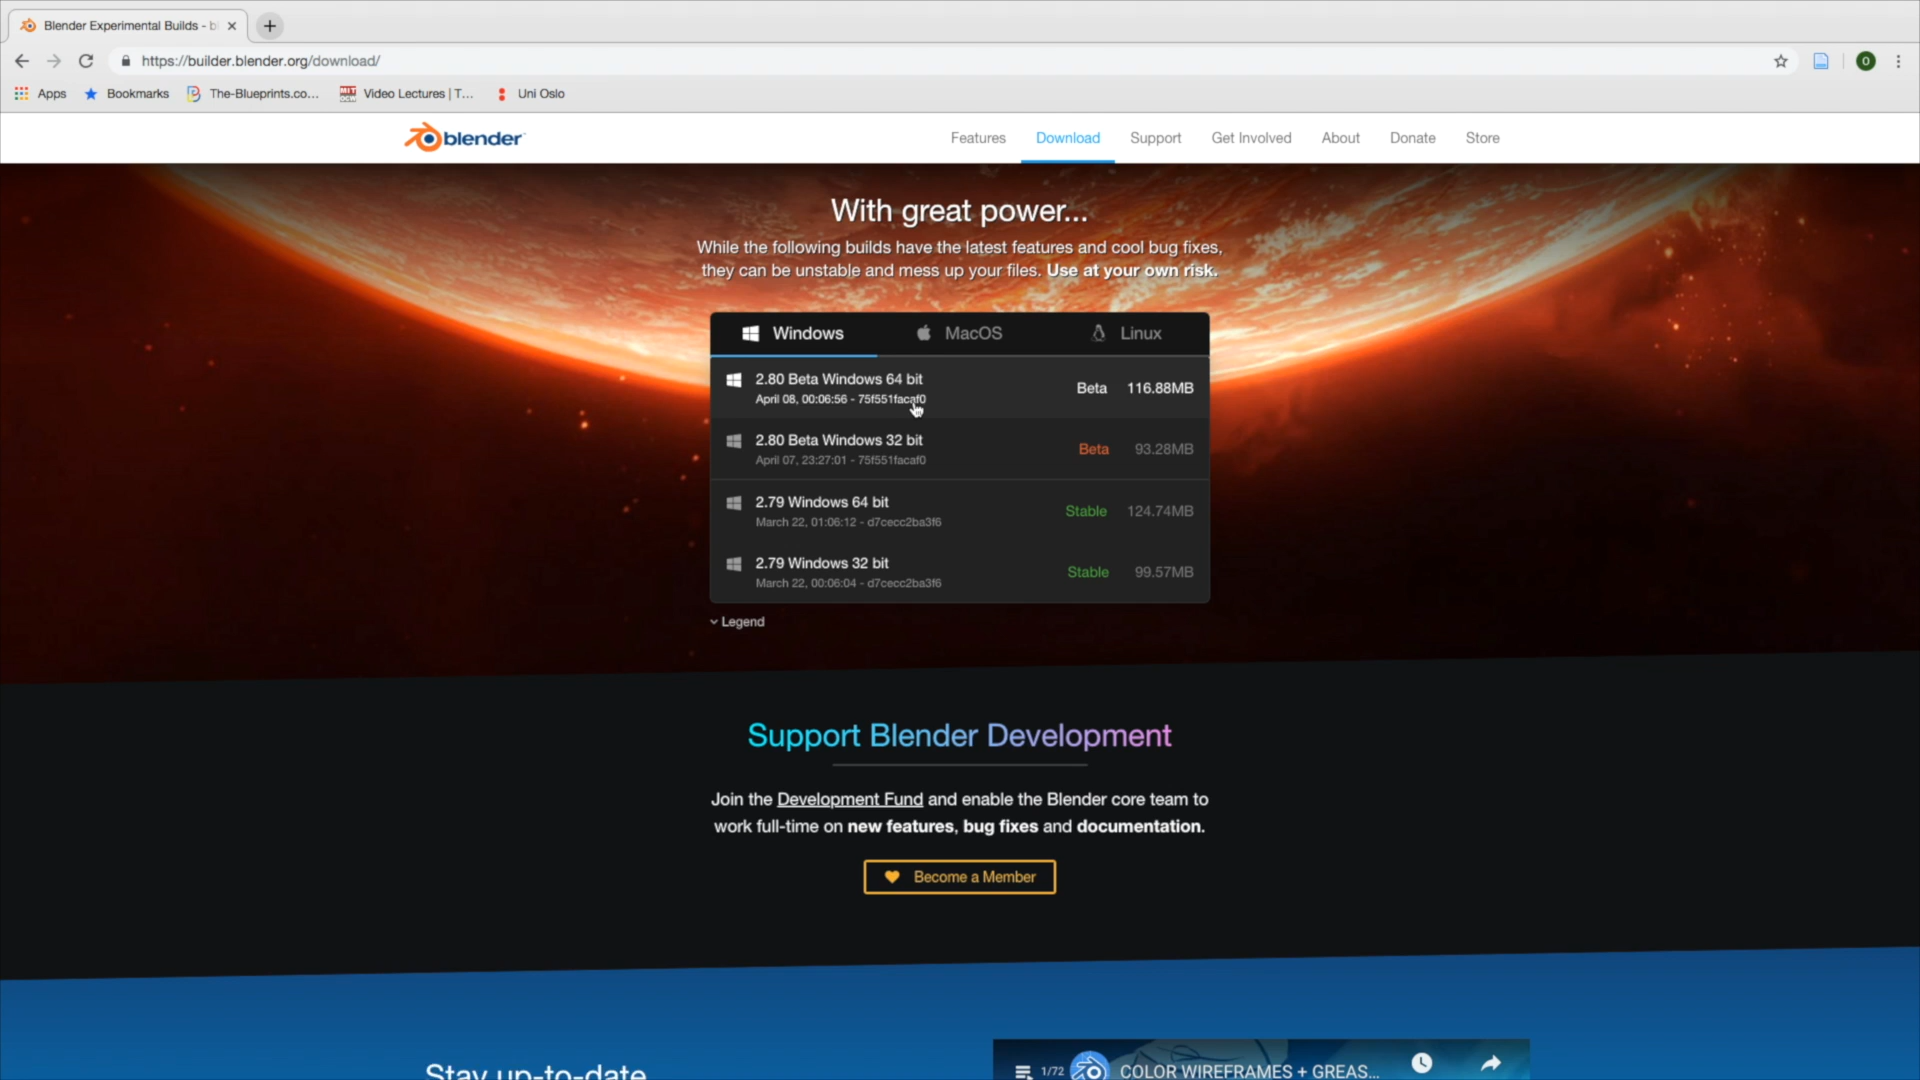 Blender Experimental Builds - b
https://builder.blender.org/download/
O
Apps
Bookmarks
The-Blueprints.co...
Video Lectures | T...
Uni Oslo
blender
Features
Download
Support
Get Involved
About
Donate
Store
With great power...
While the following builds have the latest features and cool bug fixes,
they can be unstable and mess up your files. Use at your own risk.
Windows
MacOS
Linux
2.80 Beta Windows 64 bit
Beta 116.88MB
April 08, 00:06:56 - 75f551facaf0
2.80 Beta Windows 32 bit
Beta 93.28MB
April 07, 23:27:01 - 75f551facaf0
2.79 Windows 64 bit
Stable 124.74MB
March 22, 01:06:12 - d7cecc2ba3f6
2.79 Windows 32 bit
Stable 99.57MB
March 22, 00:06:04 - d7cecc2ba3f6
Legend
Support Blender Development
Join the Development Fund and enable the Blender core team to
work full-time on new features, bug fixes and documentation.
Become a Member
Stay up-to-date
1/72
COLOR WIREFRAMES + GREAS...